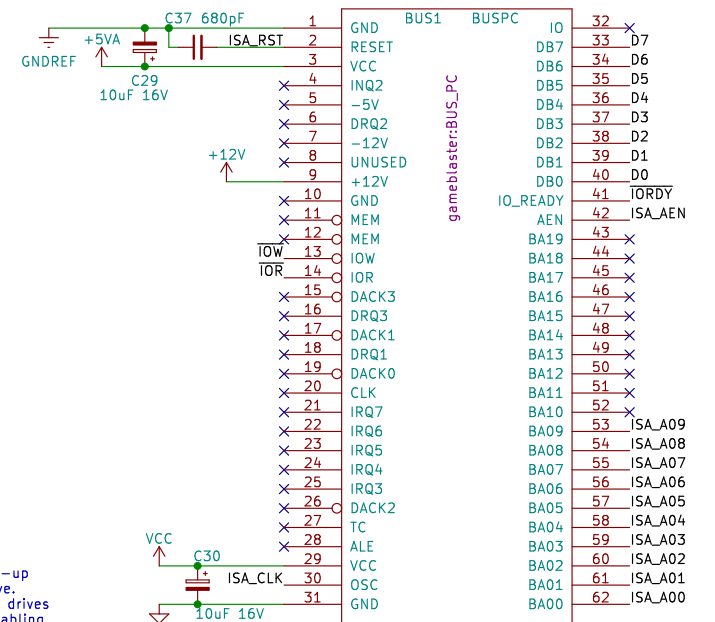 C37 680pF
BUS1 BUSPC
+5VA
GNDREF
C29
10uF 16V
ISA_RST
+12V
IOW
IOR
VCC
C30
ISA_CLK
10uF 16V
-up
ve.
drives
abling
gameblaster:BUS_PC
1 GND IO 32
2 RESET DB7 33 D7
3 VCC DB6 34 D6
4 INQ2 DB5 35 D5
5 -5V DB4 36 D4
6 DRQ2 DB3 37 D3
7 -12V DB2 38 D2
8 UNUSED DB1 39 D1
9 +12V DB0 40 D0
10 GND IO_READY 41 IORDY
11 MEM AEN 42 ISA_AEN
12 MEM BA19 43
13 IOW BA18 44
14 IOR BA17 45
15 DACK3 BA16 46
16 DRQ3 BA15 47
17 DACK1 BA14 48
18 DRQ1 BA13 49
19 DACK0 BA12 50
20 CLK BA11 51
21 IRQ7 BA10 52
22 IRQ6 BA09 53 ISA_A09
23 IRQ5 BA08 54 ISA_A08
24 IRQ4 BA07 55 ISA_A07
25 IRQ3 BA06 56 ISA_A06
26 DACK2 BA05 57 ISA_A05
27 TC BA04 58 ISA_A04
28 ALE BA03 59 ISA_A03
29 VCC BA02 60 ISA_A02
30 OSC BA01 61 ISA_A01
31 GND BA00 62 ISA_A00